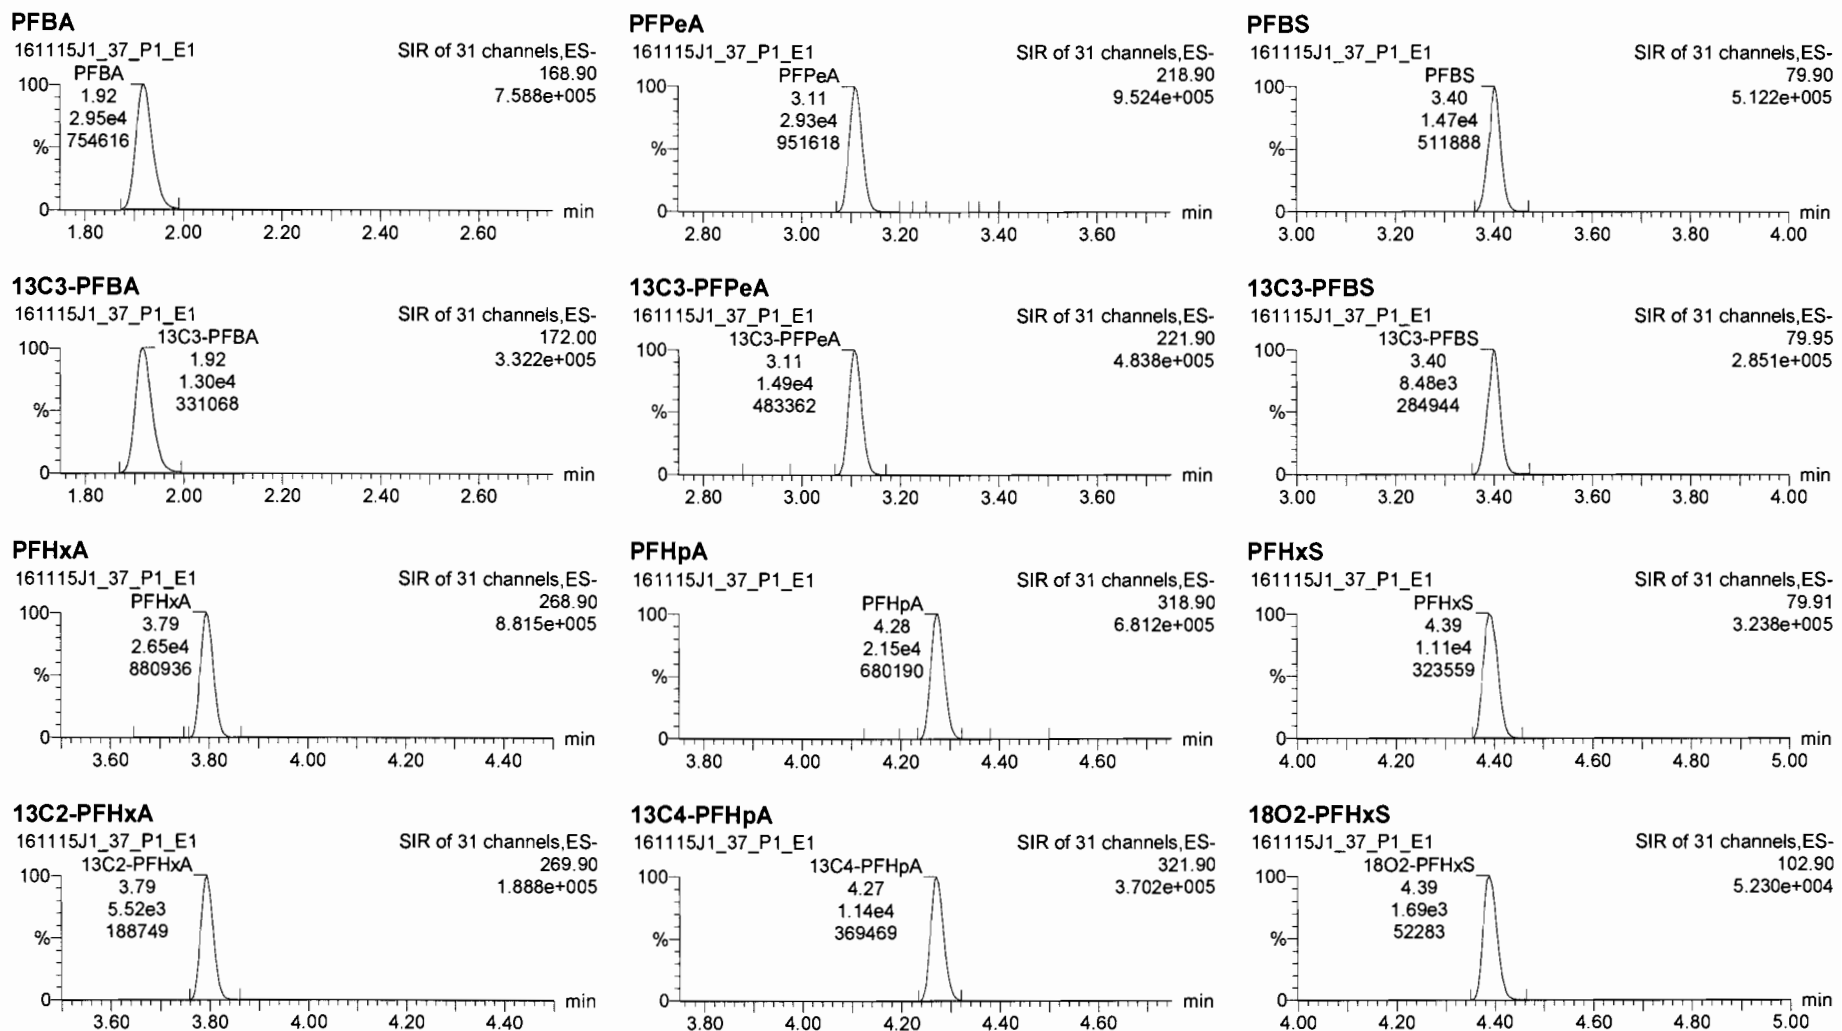 PFBA
161115J1_37_P1_E1
SIR of 31 channels,ES-
168.90
7.588e+005
PFBA
1.92
2.95e4
754616
100
%
0
min
1.80 2.00 2.20 2.40 2.60
PFPeA
161115J1_37_P1_E1
SIR of 31 channels,ES-
218.90
9.524e+005
PFPeA
3.11
2.93e4
951618
100
%
0
min
2.80 3.00 3.20 3.40 3.60
PFBS
161115J1_37_P1_E1
SIR of 31 channels,ES-
79.90
5.122e+005
PFBS
3.40
1.47e4
511888
100
%
0
min
3.00 3.20 3.40 3.60 3.80 4.00
13C3-PFBA
161115J1_37_P1_E1
SIR of 31 channels,ES-
172.00
3.322e+005
13C3-PFBA
1.92
1.30e4
331068
100
%
0
min
1.80 2.00 2.20 2.40 2.60
13C3-PFPeA
161115J1_37_P1_E1
SIR of 31 channels,ES-
221.90
4.838e+005
13C3-PFPeA
3.11
1.49e4
483362
100
%
0
min
2.80 3.00 3.20 3.40 3.60
13C3-PFBS
161115J1_37_P1_E1
SIR of 31 channels,ES-
79.95
2.851e+005
13C3-PFBS
3.40
8.48e3
284944
100
%
0
min
3.00 3.20 3.40 3.60 3.80 4.00
PFHxA
161115J1_37_P1_E1
SIR of 31 channels,ES-
268.90
8.815e+005
PFHxA
3.79
2.65e4
880936
100
%
0
min
3.60 3.80 4.00 4.20 4.40
PFHpA
161115J1_37_P1_E1
SIR of 31 channels,ES-
318.90
6.812e+005
PFHpA
4.28
2.15e4
680190
100
%
0
min
3.80 4.00 4.20 4.40 4.60
PFHxS
161115J1_37_P1_E1
SIR of 31 channels,ES-
79.91
3.238e+005
PFHxS
4.39
1.11e4
323559
100
%
0
min
4.00 4.20 4.40 4.60 4.80 5.00
13C2-PFHxA
161115J1_37_P1_E1
SIR of 31 channels,ES-
269.90
1.888e+005
13C2-PFHxA
3.79
5.52e3
188749
100
%
0
min
3.60 3.80 4.00 4.20 4.40
13C4-PFHpA
161115J1_37_P1_E1
SIR of 31 channels,ES-
321.90
3.702e+005
13C4-PFHpA
4.27
1.14e4
369469
100
%
0
min
3.80 4.00 4.20 4.40 4.60
18O2-PFHxS
161115J1_37_P1_E1
SIR of 31 channels,ES-
102.90
5.230e+004
18O2-PFHxS
4.39
1.69e3
52283
100
%
0
min
4.00 4.20 4.40 4.60 4.80 5.00